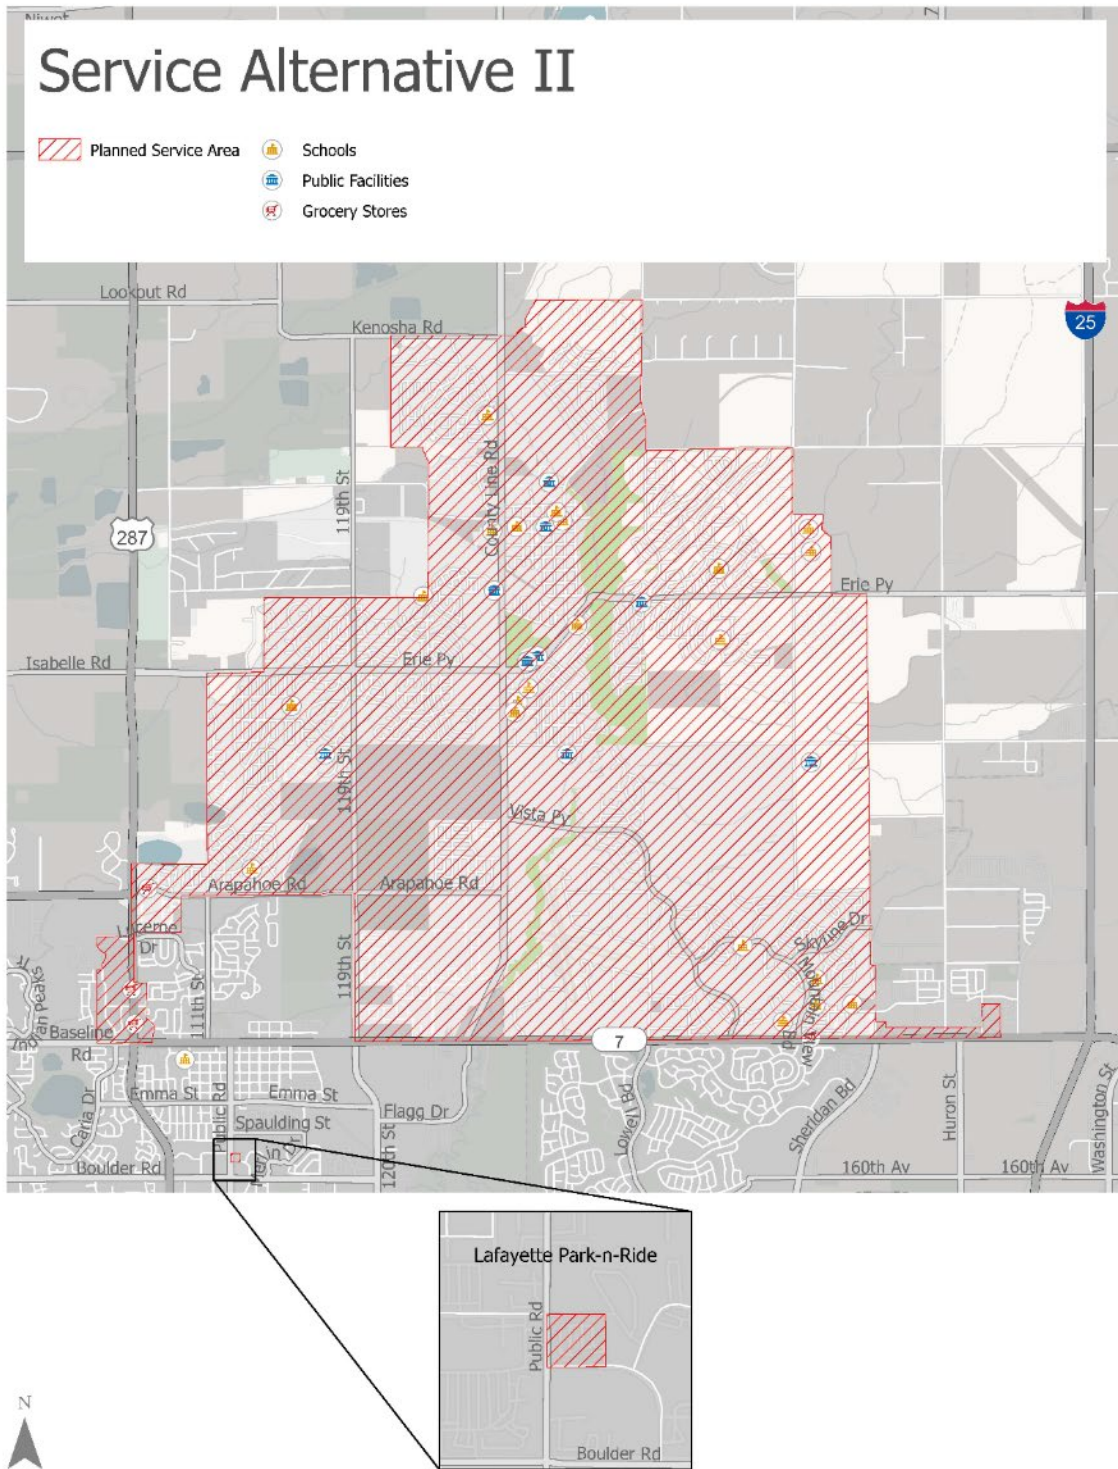 Niwot
Z
Service Alternative II
Planned Service Area
Schools
Public Facilities
Grocery Stores
Lookout Rd
Kenosha Rd
25
County Line Rd
119th St
287
Erie Py
Isabelle Rd
Erie Py
119th St
Vista Py
Arapahoe Rd
Arapahoe Rd
Lucerne
Dr
Skyline Dr
Mountain View
Bd
119th St
111th St
Indian Peaks
Baseline
Rd
7
Emma St
Emma St
Caria Dr
Public Rd
Spaulding St
Flagg Dr
Merlin Dr
120th St
Lowell Bd
Sheridan Bd
Huron St
Washington St
Boulder Rd
160th Av
160th Av
Lafayette Park-n-Ride
Public Rd
Boulder Rd
N